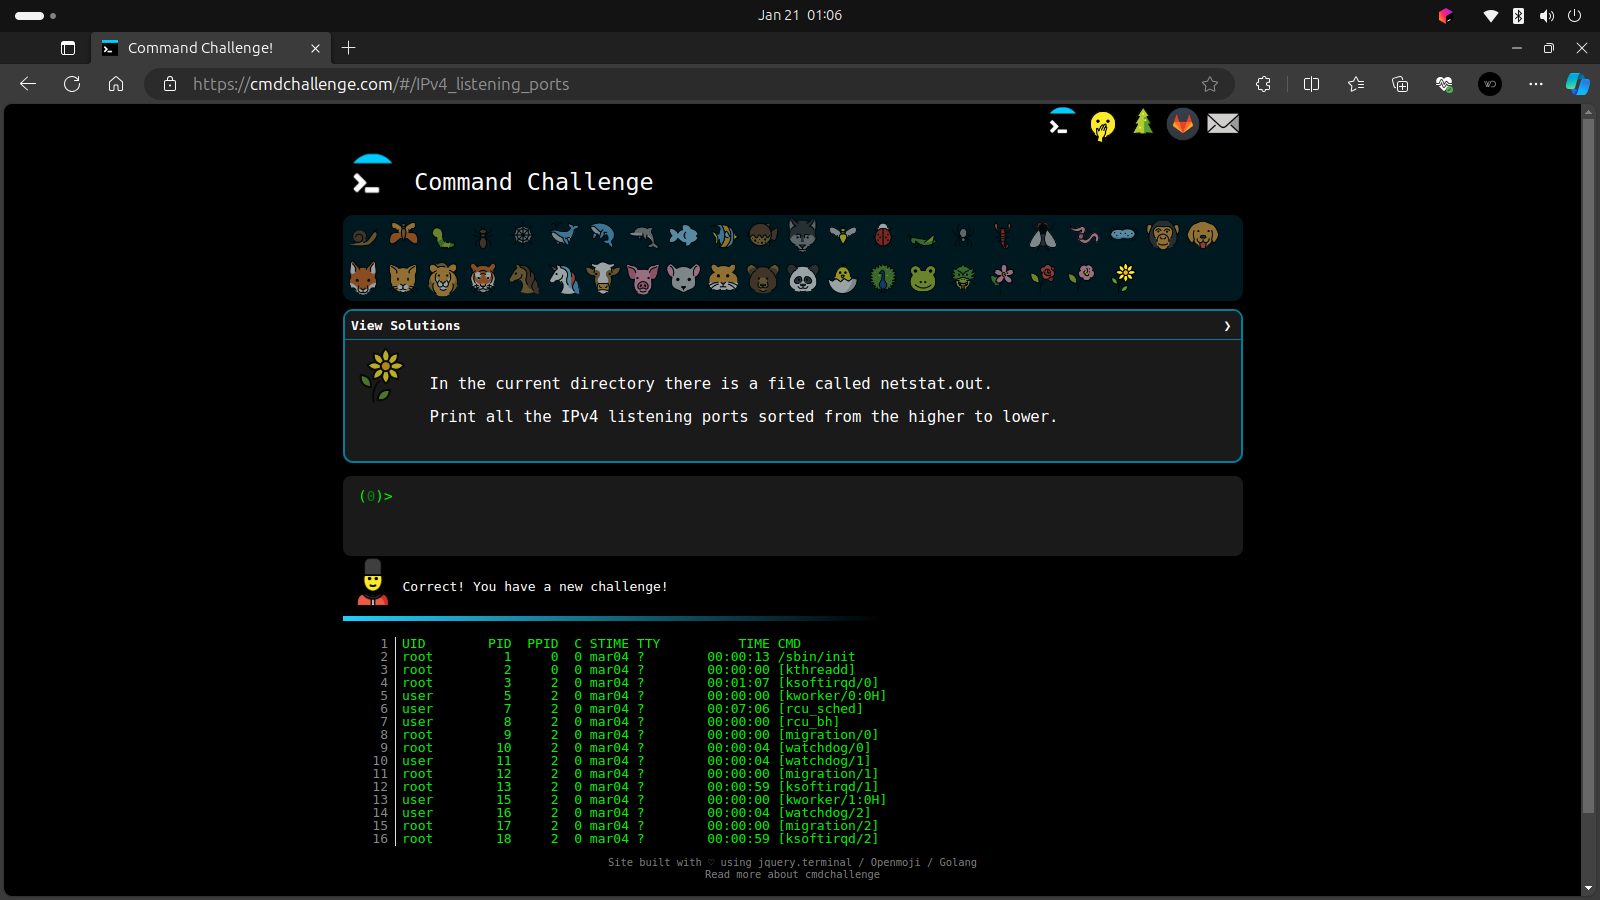 Jan 21 01:06
Command Challenge!
https://cmdchallenge.com/#/IPv4_listening_ports
Command Challenge
View Solutions ❯
In the current directory there is a file called netstat.out.
Print all the IPv4 listening ports sorted from the higher to lower.
(0)>
Correct! You have a new challenge!
1 UID        PID  PPID  C STIME TTY          TIME CMD
2 root         1     0  0 mar04 ?        00:00:13 /sbin/init
3 root         2     0  0 mar04 ?        00:00:00 [kthreadd]
4 root         3     2  0 mar04 ?        00:01:07 [ksoftirqd/0]
5 user         5     2  0 mar04 ?        00:00:00 [kworker/0:0H]
6 user         7     2  0 mar04 ?        00:07:06 [rcu_sched]
7 user         8     2  0 mar04 ?        00:00:00 [rcu_bh]
8 root         9     2  0 mar04 ?        00:00:00 [migration/0]
9 root        10     2  0 mar04 ?        00:00:04 [watchdog/0]
10 user        11     2  0 mar04 ?        00:00:04 [watchdog/1]
11 root        12     2  0 mar04 ?        00:00:00 [migration/1]
12 root        13     2  0 mar04 ?        00:00:59 [ksoftirqd/1]
13 user        15     2  0 mar04 ?        00:00:00 [kworker/1:0H]
14 user        16     2  0 mar04 ?        00:00:04 [watchdog/2]
15 root        17     2  0 mar04 ?        00:00:00 [migration/2]
16 root        18     2  0 mar04 ?        00:00:59 [ksoftirqd/2]
Site built with ♡ using jquery.terminal / Openmoji / Golang
Read more about cmdchallenge